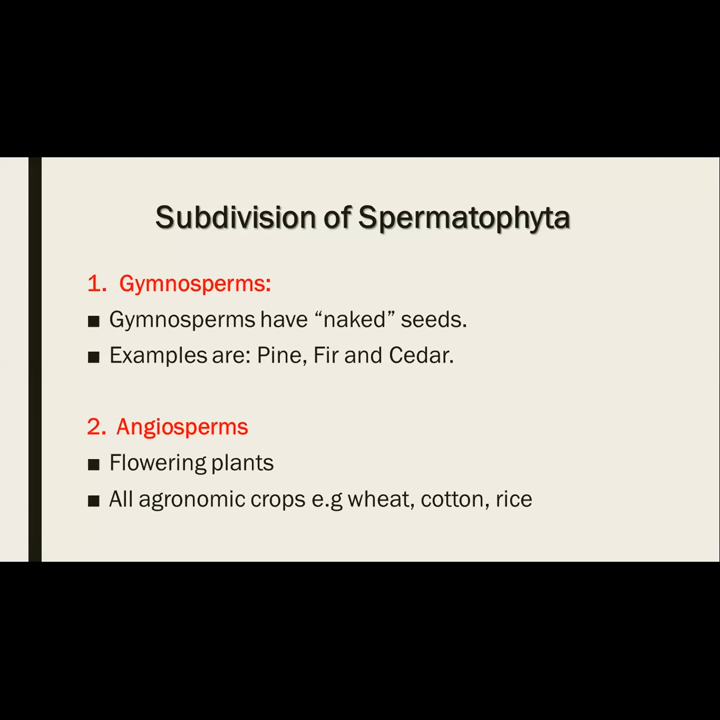 Subdivision of Spermatophyta
1. Gymnosperms:
■ Gymnosperms have “naked” seeds.
■ Examples are: Pine, Fir and Cedar.
2. Angiosperms
■ Flowering plants
■ All agronomic crops e.g wheat, cotton, rice